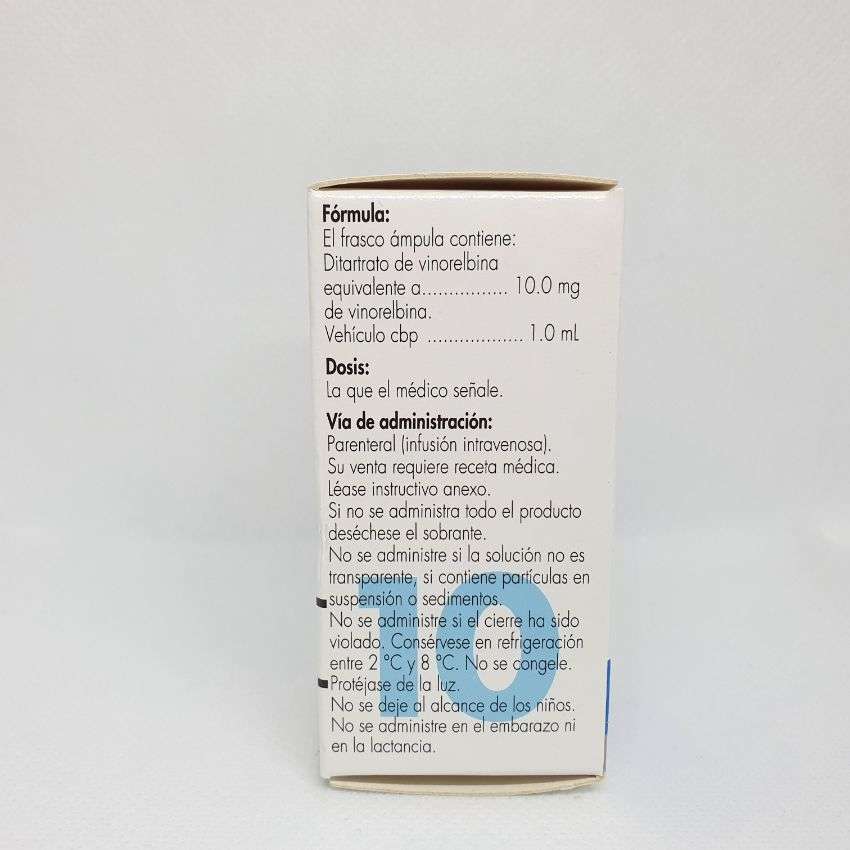 Fórmula:
El frasco ámpula contiene:
Ditartrato de vinorelbina
equivalente a................ 10.0 mg
de vinorelbina.
Vehículo cbp .................. 1.0 mL
Dosis:
La que el médico señale.
Vía de administración:
Parenteral (infusión intravenosa).
Su venta requiere receta médica.
Léase instructivo anexo.
Si no se administra todo el producto
deséchese el sobrante.
No se administre si la solución no es
transparente, si contiene partículas en
suspensión o sedimentos.
No se administre si el cierre ha sido
violado. Consérvese en refrigeración
entre 2 °C y 8 °C. No se congele.
Protéjase de la luz.
No se deje al alcance de los niños.
No se administre en el embarazo ni
en la lactancia.
10